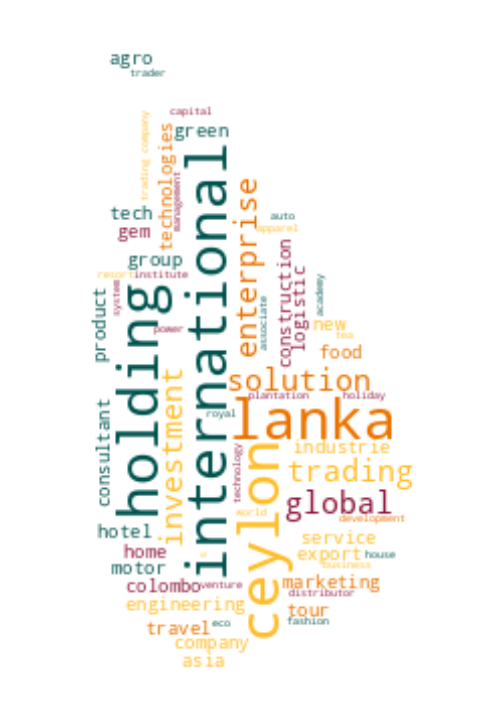 agro
trader
capital
green
trading company
technologies
management
international
tech
gem
enterprise
auto
apparel
group
resort
institute
construction
logistic
system
holding
product
power
associate
academy
new
tea
food
solution
plantation
holiday
investment
royal
lanka
consultant
technology
industrie
trading
ceylon
global
world
development
hotel
service
home
export
house
business
motor
colombo
venture
marketing
distributor
engineering
tour
travel
eco
fashion
company
asia